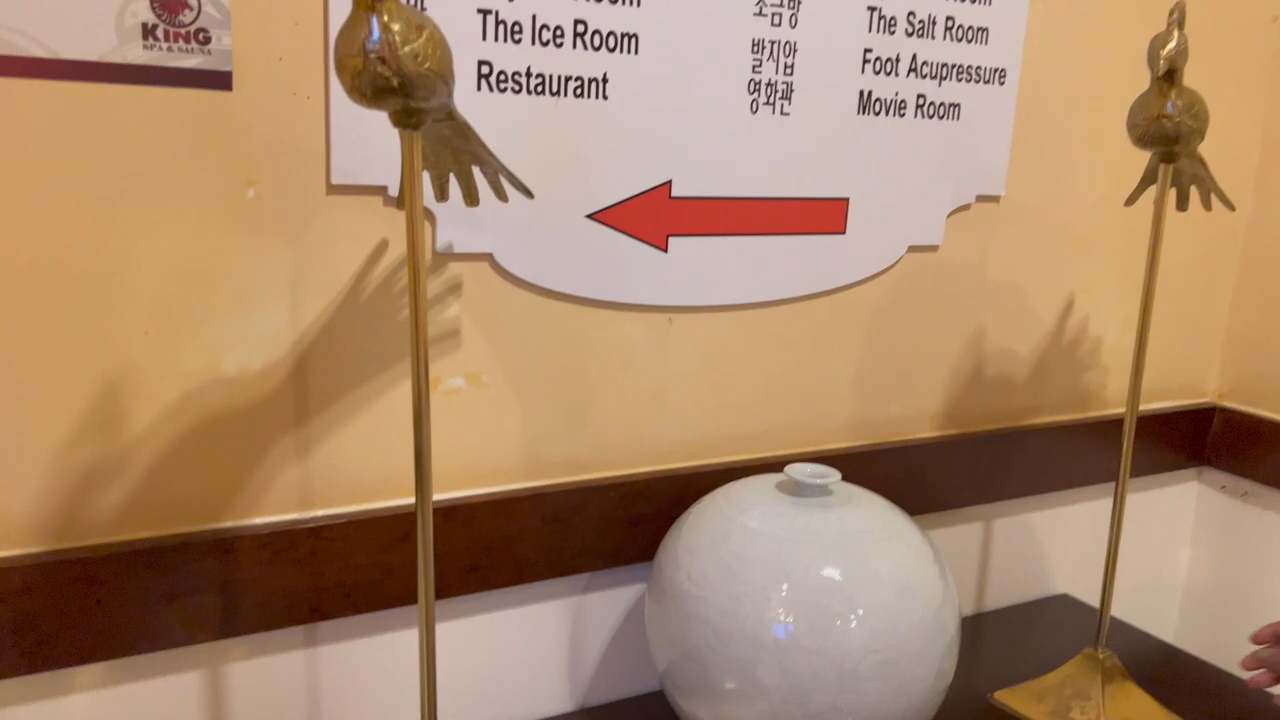 KING
SPA & SAUNA
The Ice Room
Restaurant
소금방
The Salt Room
발지압
Foot Acupressure
영화관
Movie Room